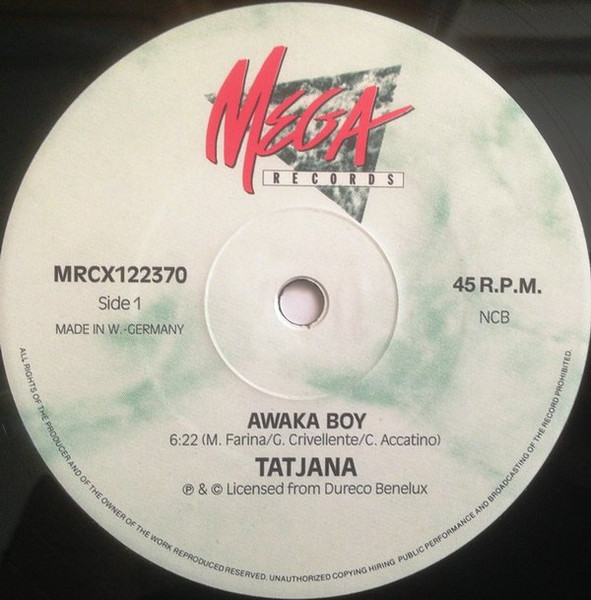 MEGA
RECORDS
MRCX122370
Side 1
MADE IN W.-GERMANY
45 R.P.M.
NCB
AWAKA BOY
6:22 (M. Farina/G. Crivellente/C. Accatino)
TATJANA
℗ & © Licensed from Dureco Benelux
ALL RIGHTS OF THE PRODUCER AND OF THE OWNER OF THE WORK REPRODUCED RESERVED. UNAUTHORIZED COPYING HIRING PUBLIC PERFORMANCE AND BROADCASTING OF THE RECORD PROHIBITED.